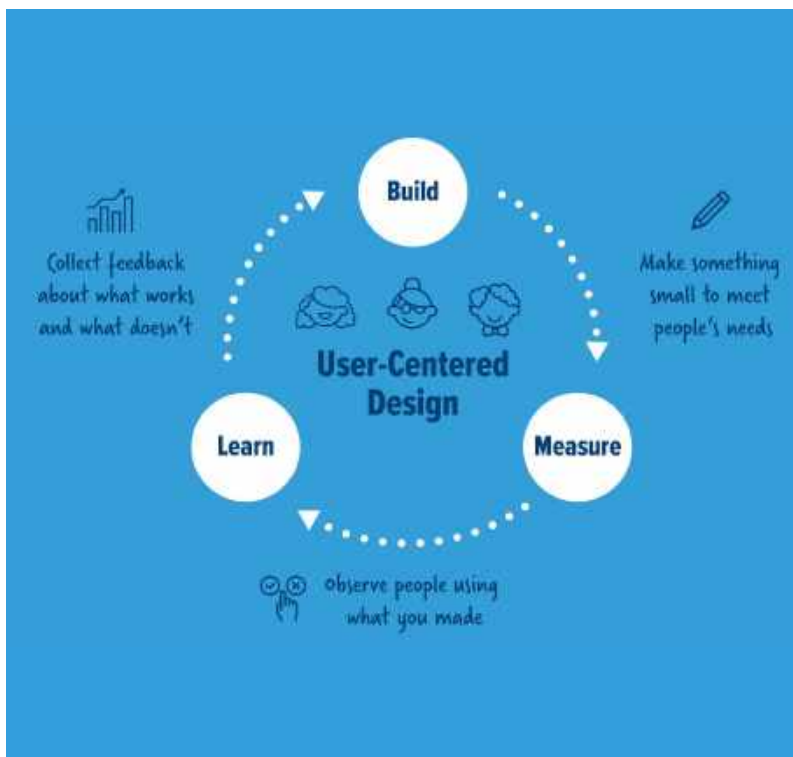 Build
Collect feedback
about what works
and what doesn't
Make something
small to meet
people's needs
User-Centered
Design
Learn
Measure
Observe people using
what you made